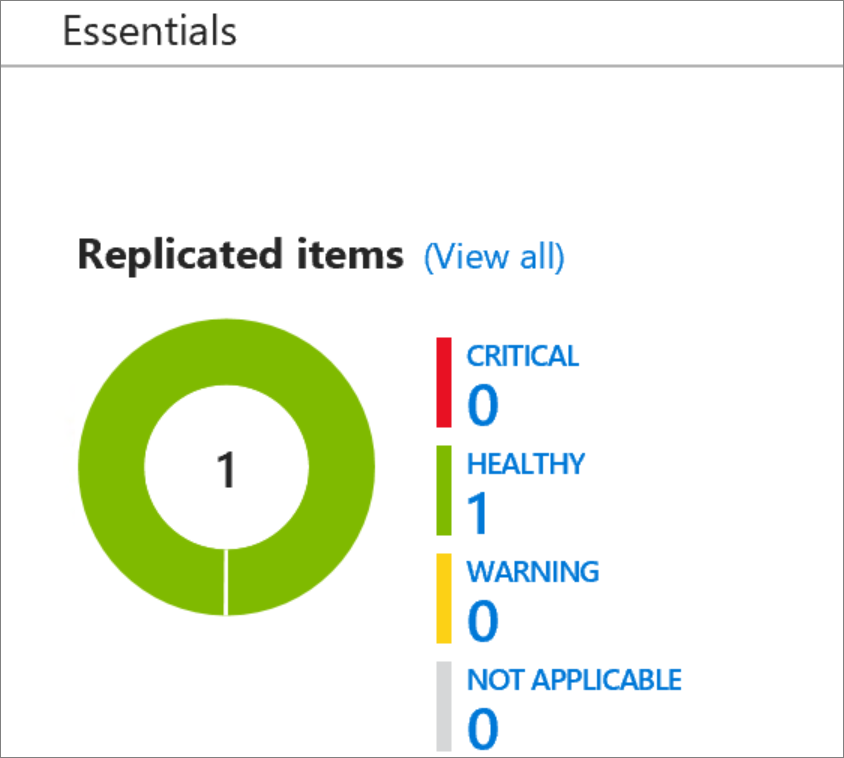 Essentials
Replicated items (View all)
1
CRITICAL
0
HEALTHY
1
WARNING
0
NOT APPLICABLE
0